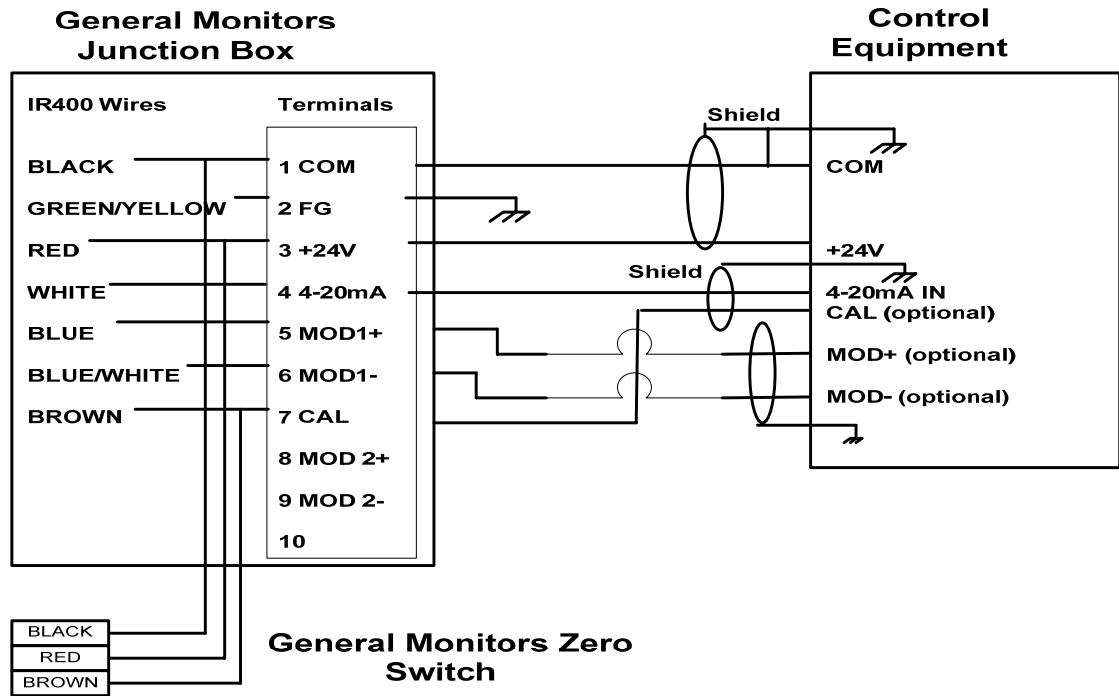 General Monitors
Junction Box
Control
Equipment
IR400 Wires
Terminals
Shield
BLACK
1 COM
COM
GREEN/YELLOW
2 FG
RED
3 +24V
+24V
Shield
WHITE
4 4-20mA
4-20mA IN
CAL (optional)
BLUE
5 MOD1+
MOD+ (optional)
BLUE/WHITE
6 MOD1-
MOD- (optional)
BROWN
7 CAL
8 MOD 2+
9 MOD 2-
10
BLACK
RED
BROWN
General Monitors Zero
Switch